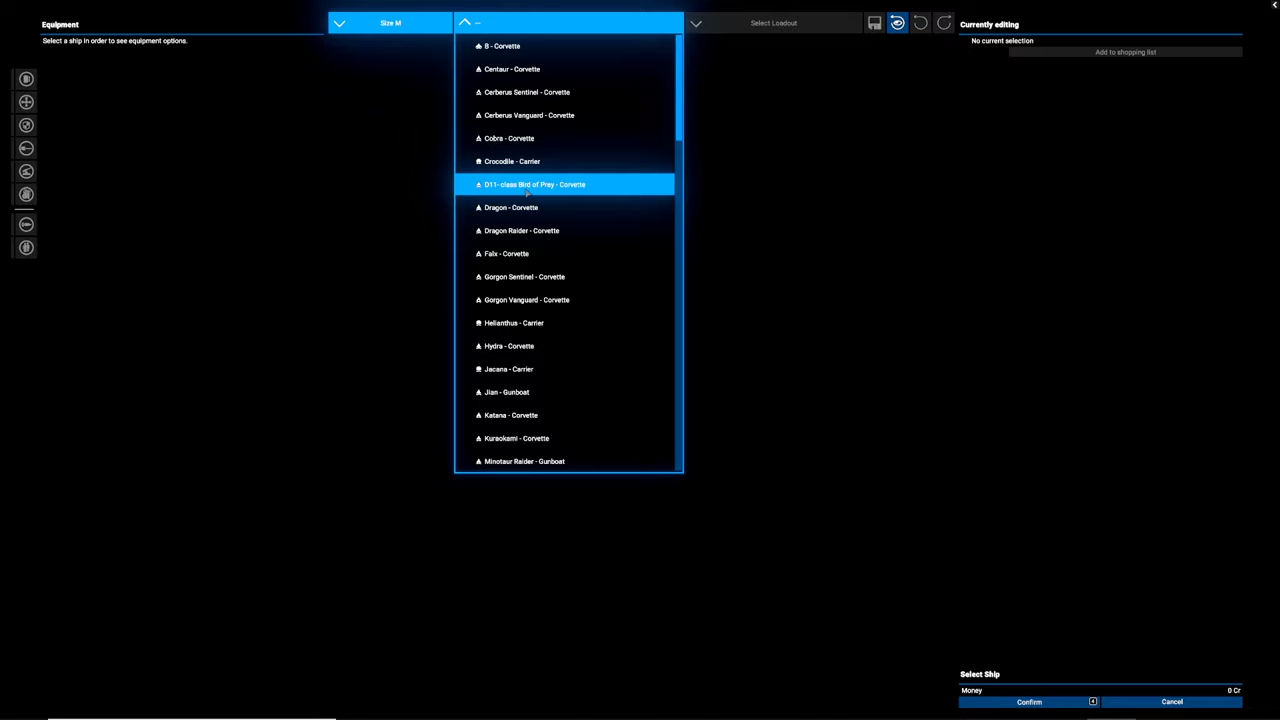 Equipment
Select a ship in order to see equipment options.
Size M
--
Select Loadout
B - Corvette
Centaur - Corvette
Cerberus Sentinel - Corvette
Cerberus Vanguard - Corvette
Cobra - Corvette
Crocodile - Carrier
D11- class Bird of Prey - Corvette
Dragon - Corvette
Dragon Raider - Corvette
Falx - Corvette
Gorgon Sentinel - Corvette
Gorgon Vanguard - Corvette
Helianthus - Carrier
Hydra - Corvette
Jacana - Carrier
Jian - Gunboat
Katana - Corvette
Kuraokami - Corvette
Minotaur Raider - Gunboat
Currently editing
No current selection
Add to shopping list
Select Ship
Money 0 Cr
Confirm Cancel